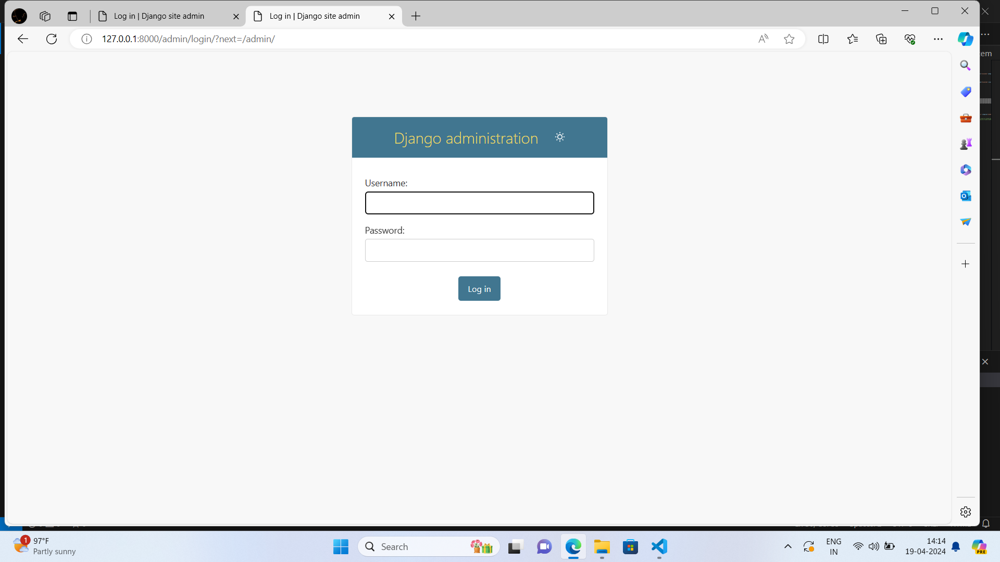 Log in | Django site admin
Log in | Django site admin
127.0.0.1:8000/admin/login/?next=/admin/
Django administration
Username:
Password:
Log in
1
97°F
Partly sunny
Search
ENG
IN
14:14
19-04-2024
PRE